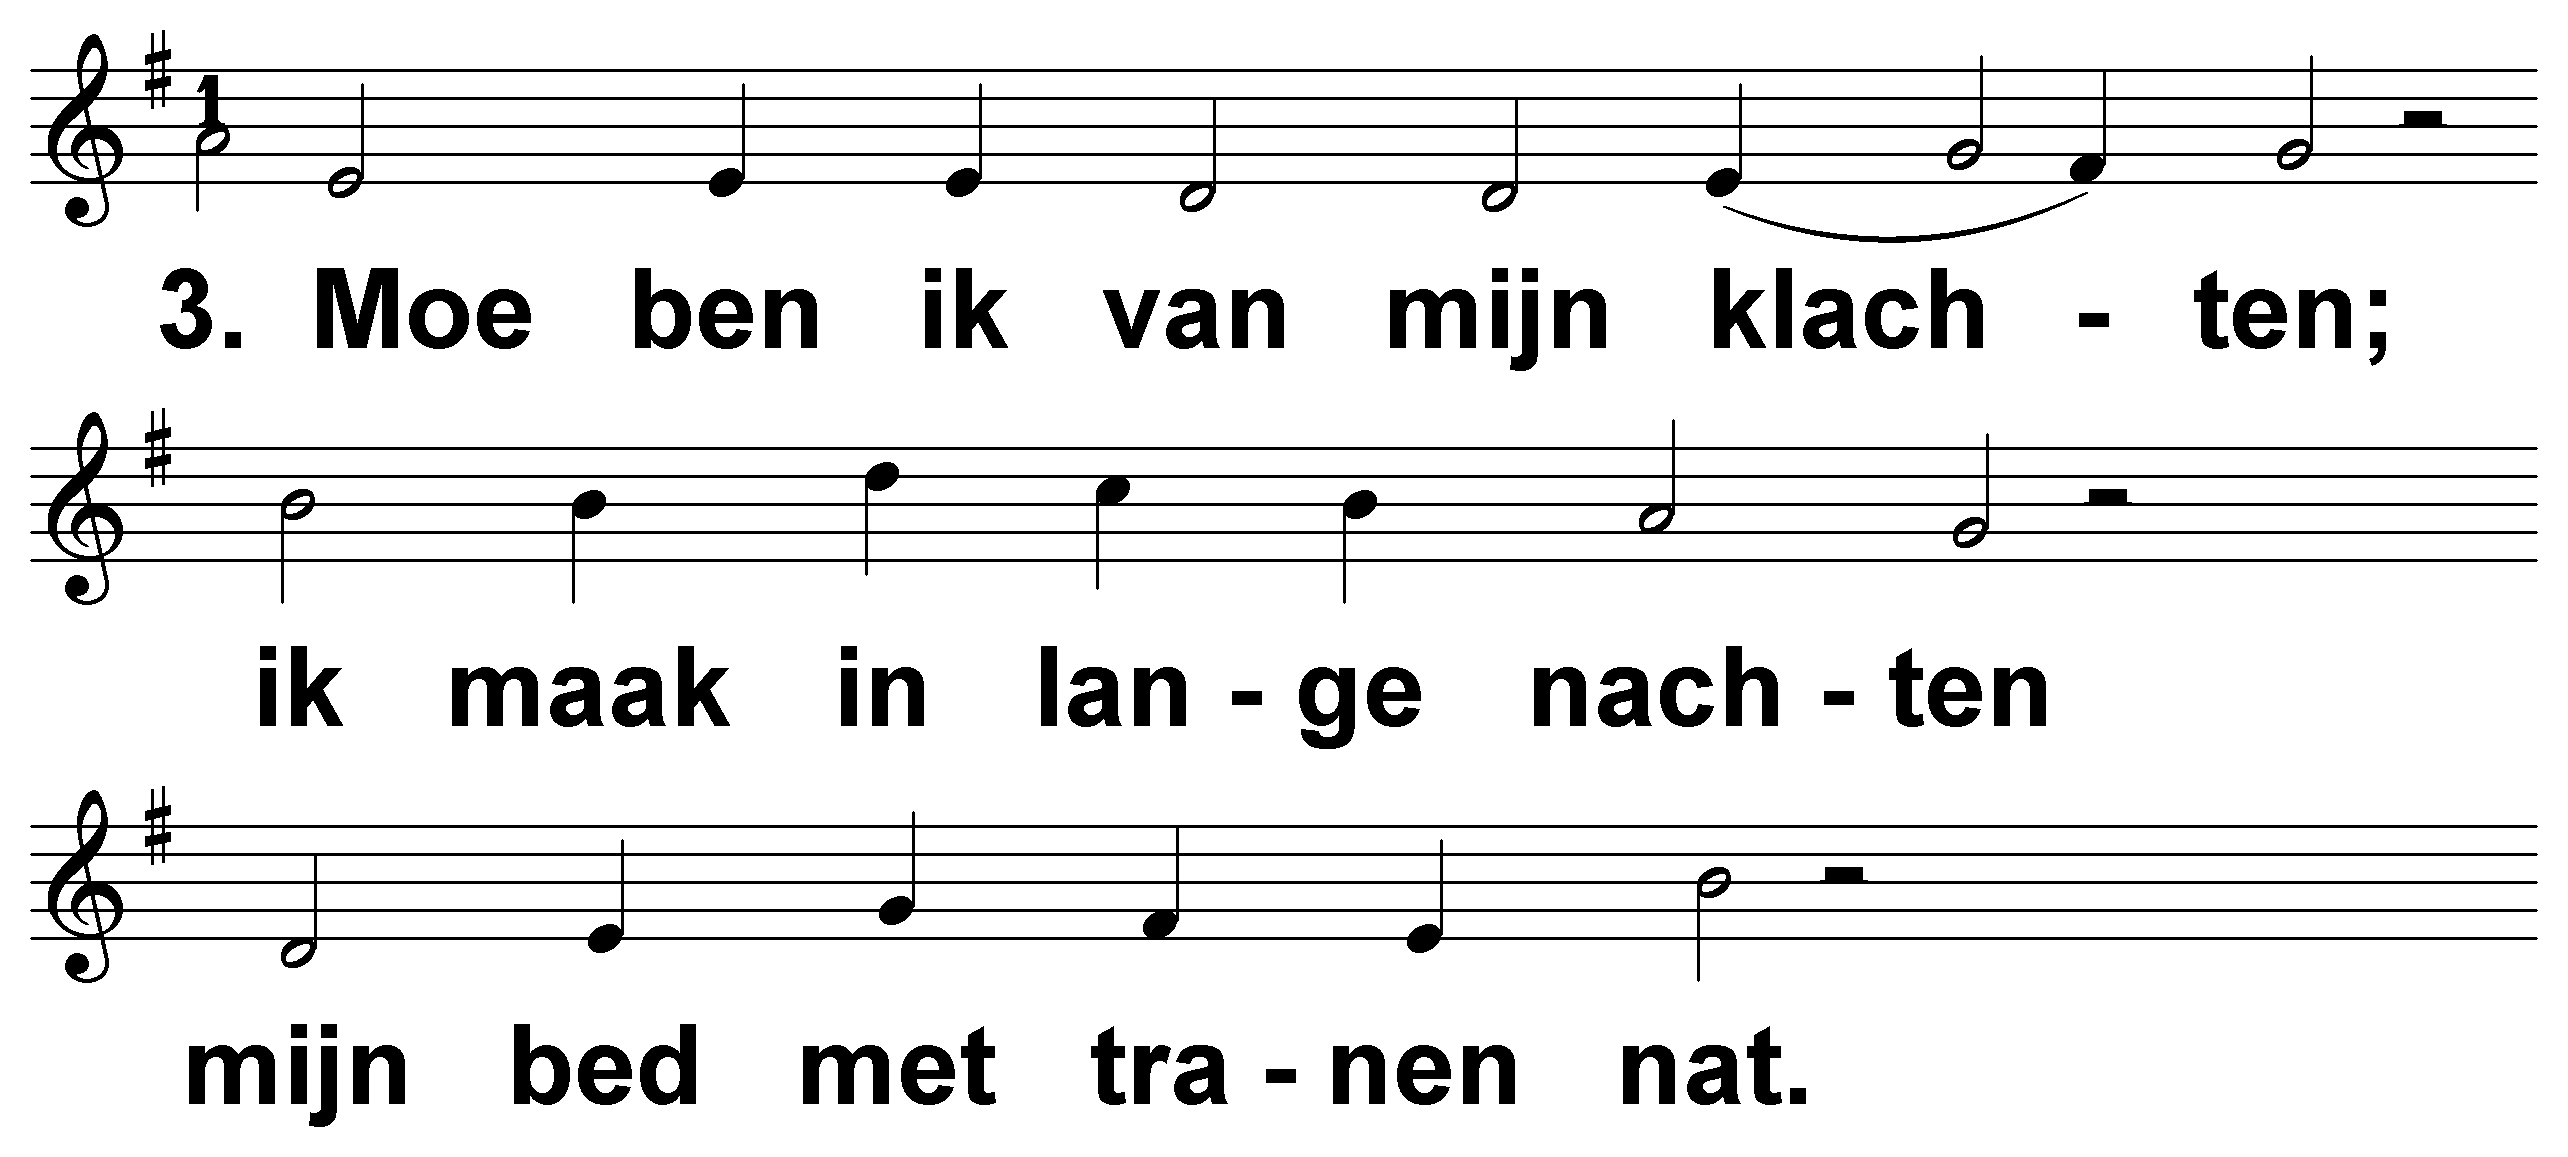 1
3. Moe ben ik van mijn klach - ten;
ik maak in lan - ge nach - ten
mijn bed met tra - nen nat.